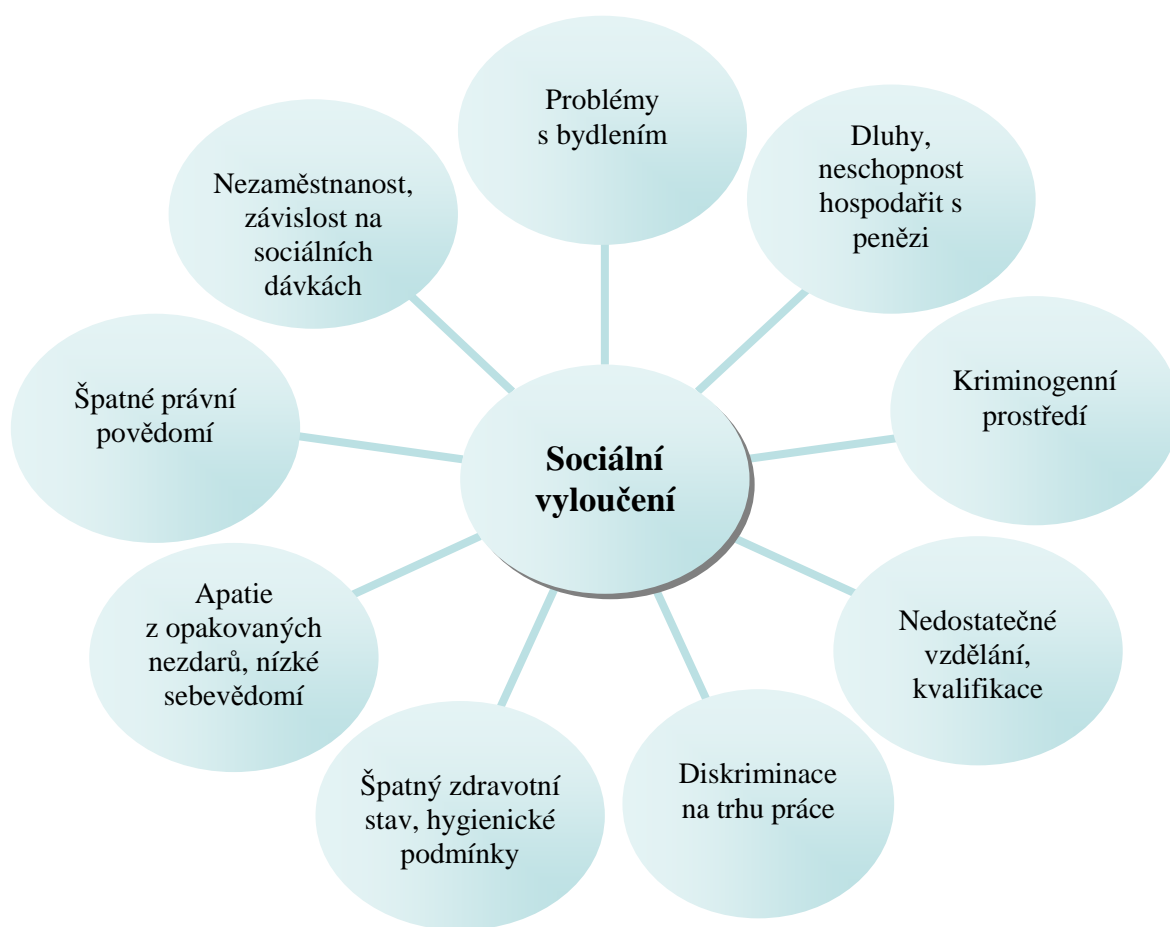 Problémy
s bydlením
Dluhy,
neschopnost
hospodařit s
penězi
Kriminogenní
prostředí
Nedostatečné
vzdělání,
kvalifikace
Diskriminace
na trhu práce
Špatný zdravotní
stav, hygienické
podmínky
Apatie
z opakovaných
nezdarů, nízké
sebevědomí
Špatné právní
povědomí
Nezaměstnanost,
závislost na
sociálních
dávkách
Sociální
vyloučení